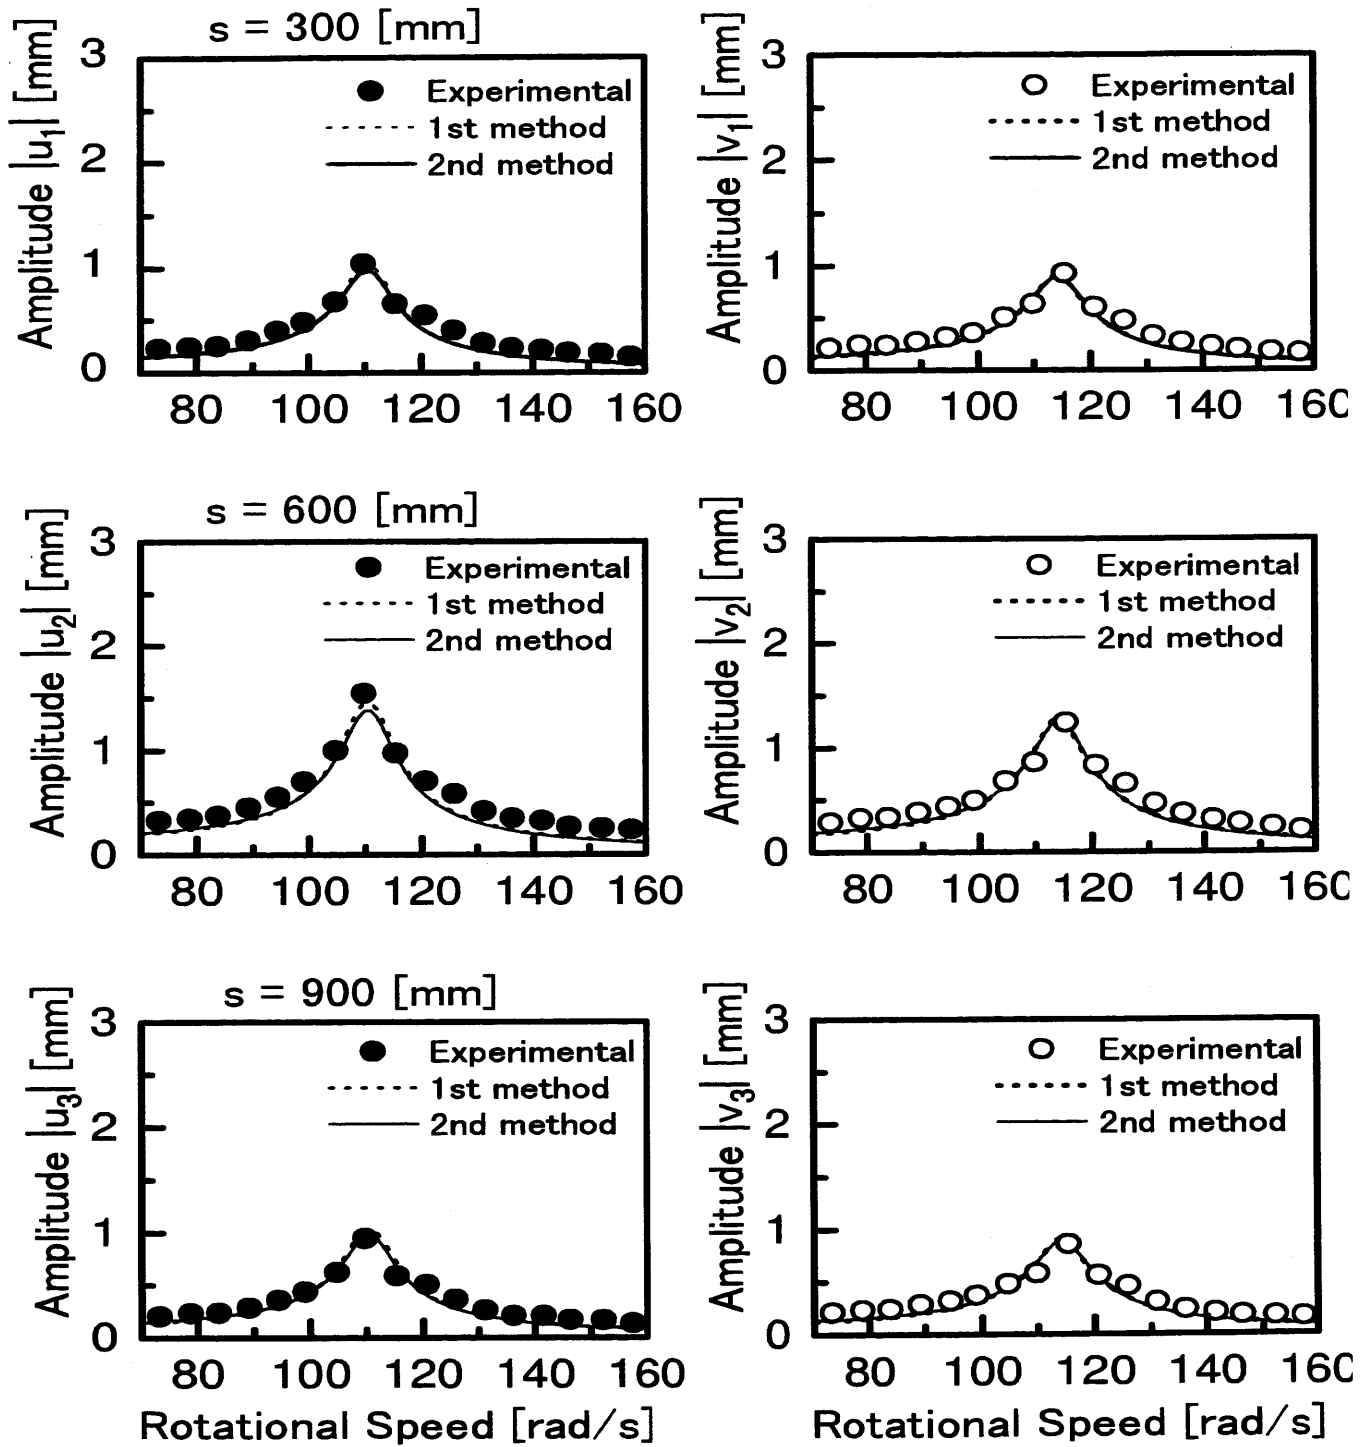 s = 300 [mm]
Amplitude |u1| [mm]
3
2
1
0
Experimental
1st method
2nd method
80 100 120 140 160
Amplitude |v1| [mm]
3
2
1
0
Experimental
1st method
2nd method
80 100 120 140 160
s = 600 [mm]
Amplitude |u2| [mm]
3
2
1
0
Experimental
1st method
2nd method
80 100 120 140 160
Amplitude |v2| [mm]
3
2
1
0
Experimental
1st method
2nd method
80 100 120 140 160
s = 900 [mm]
Amplitude |u3| [mm]
3
2
1
0
Experimental
1st method
2nd method
80 100 120 140 160
Rotational Speed [rad/s]
Amplitude |v3| [mm]
3
2
1
0
Experimental
1st method
2nd method
80 100 120 140 160
Rotational Speed [rad/s]